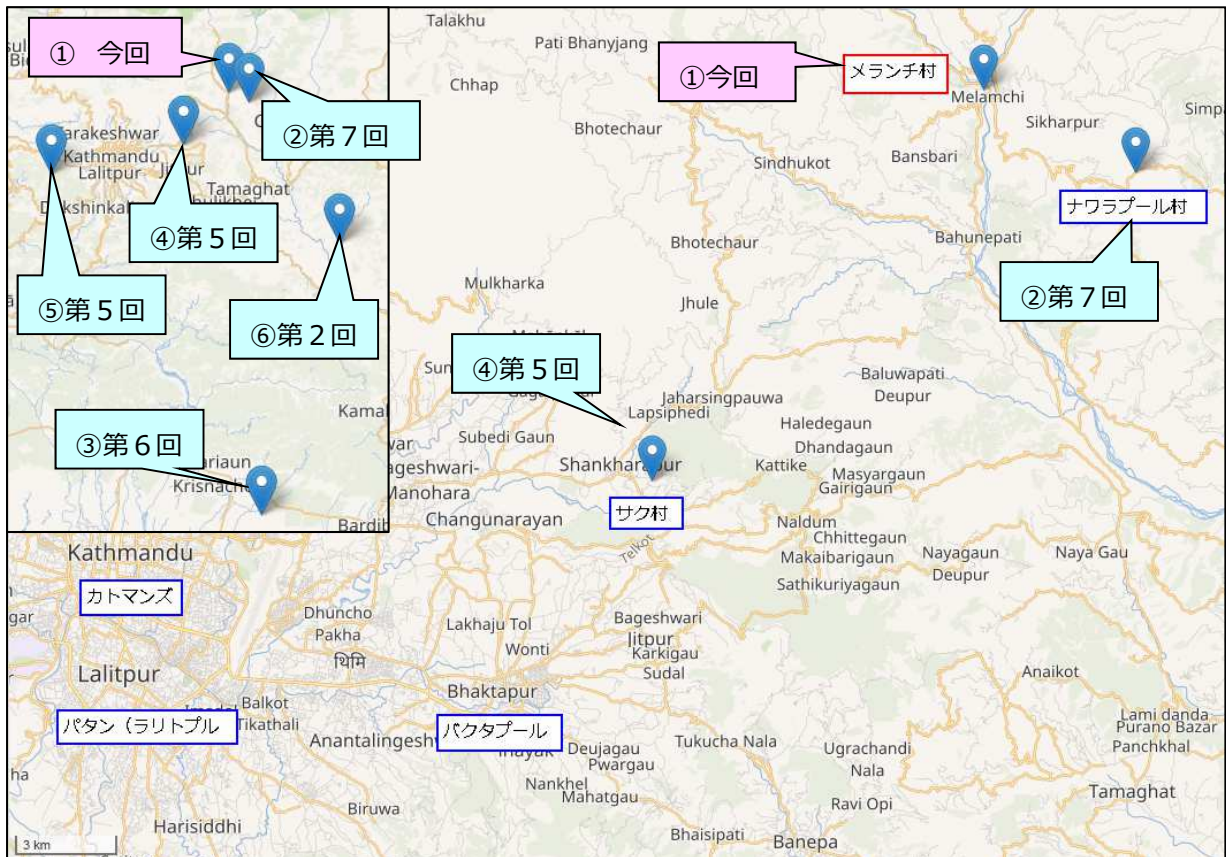 ① 今回
②第７回
④第５回
⑤第５回
⑥第２回
③第６回
Tarakeshwar
Kathmandu
Lalitpur
Tamaghat
Krisnache
Kamal
Bardib
Talakhu
Pati Bhanyjang
Chhap
Bhotechaur
①今回
メランチ村
Melamchi
Sikharpur
Simpa
Sindhukot
Bansbari
ナワラプール村
②第７回
Bahunepati
Bhotechaur
Mulkharka
Jhule
④第５回
Baluwapati
Deupur
Jaharsingpauwa
Lapsiphedi
Haledegaun
Dhandagaun
Subedi Gaun
Shankharapur
Kattike
Masyargaun
Gairigaun
ageshwari-
Manohara
サク村
Changunarayan
Telkot
Naldum
Chhittegaun
Makaibarigaun
Nayagaun
Deupur
Naya Gau
Sathikuriyagaun
Kathmandu
カトマンズ
Dhuncho
Pakha
थिमि
Lakhaju Tol
Wonti
Bageshwari
Jitpur
Karkigau
Sudal
Lalitpur
Balkot
Tikathali
Bhaktapur
Anaikot
パタン（ラリトプル
バクタプール
Anantalingeshw
Deujagau
Pwargau
Tukucha Nala
Ugrachandi
Nala
Lami danda
Purano Bazar
Panchkhal
Nankhel
Mahatgau
Tamaghat
Biruwa
Ravi Opi
Harisiddhi
Bhaisipati
Banepa
3 km